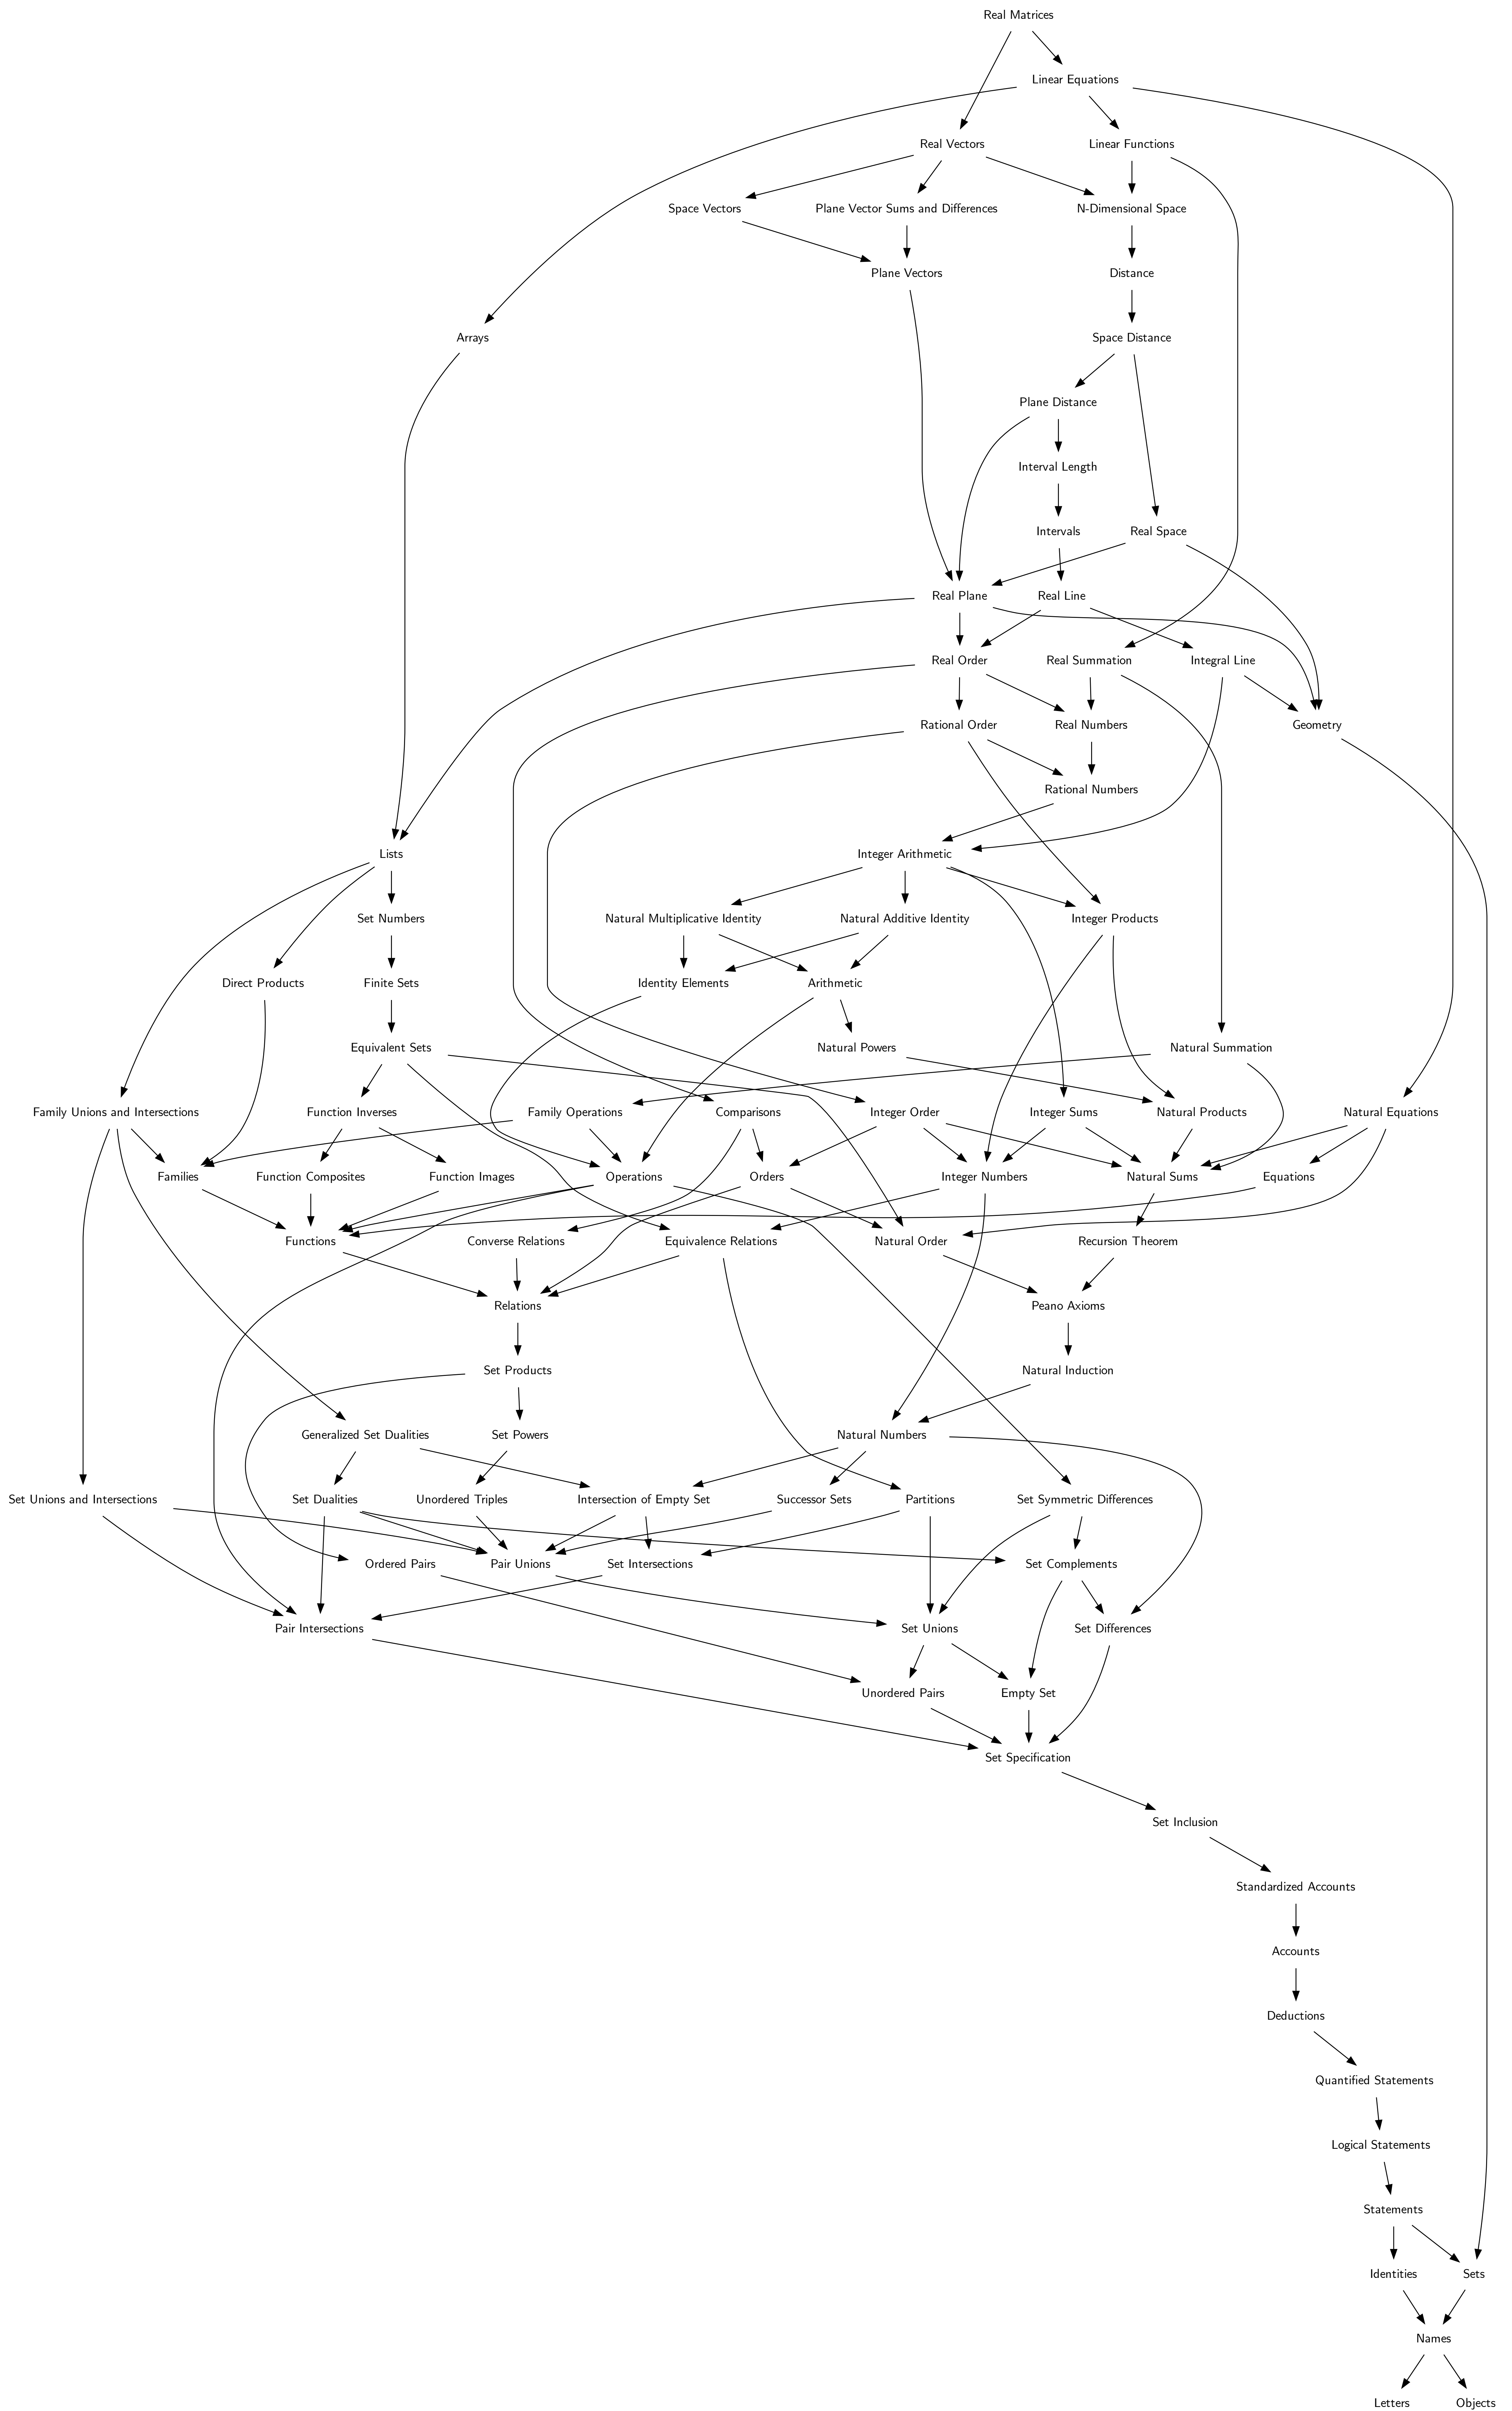 Real Matrices
Linear Equations
Real Vectors
Linear Functions
Space Vectors
Plane Vector Sums and Differences
N-Dimensional Space
Plane Vectors
Distance
Arrays
Space Distance
Plane Distance
Interval Length
Intervals
Real Space
Real Plane
Real Line
Real Order
Real Summation
Integral Line
Rational Order
Real Numbers
Geometry
Rational Numbers
Lists
Integer Arithmetic
Set Numbers
Natural Multiplicative Identity
Natural Additive Identity
Integer Products
Direct Products
Finite Sets
Identity Elements
Arithmetic
Equivalent Sets
Natural Powers
Natural Summation
Family Unions and Intersections
Function Inverses
Family Operations
Comparisons
Integer Order
Integer Sums
Natural Products
Natural Equations
Families
Function Composites
Function Images
Operations
Orders
Integer Numbers
Natural Sums
Equations
Functions
Converse Relations
Equivalence Relations
Natural Order
Recursion Theorem
Relations
Peano Axioms
Set Products
Natural Induction
Generalized Set Dualities
Set Powers
Natural Numbers
Set Unions and Intersections
Set Dualities
Unordered Triples
Intersection of Empty Set
Successor Sets
Partitions
Set Symmetric Differences
Ordered Pairs
Pair Unions
Set Intersections
Set Complements
Pair Intersections
Set Unions
Set Differences
Unordered Pairs
Empty Set
Set Specification
Set Inclusion
Standardized Accounts
Accounts
Deductions
Quantified Statements
Logical Statements
Statements
Identities
Sets
Names
Letters
Objects